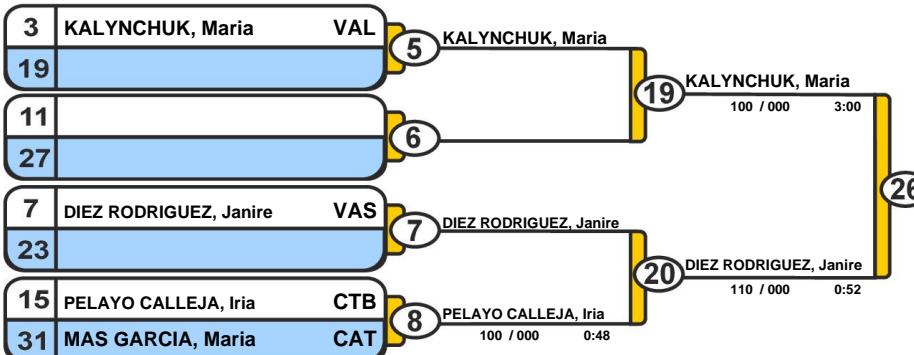 3 KALYNCHUK, Maria VAL
19
5 KALYNCHUK, Maria
19 KALYNCHUK, Maria
100 / 000 3:00
11
27
6
26
7 DIEZ RODRIGUEZ, Janire VAS
23
7 DIEZ RODRIGUEZ, Janire
20 DIEZ RODRIGUEZ, Janire
110 / 000 0:52
15 PELAYO CALLEJA, Iria CTB
31 MAS GARCIA, Maria CAT
8 PELAYO CALLEJA, Iria
100 / 000 0:48